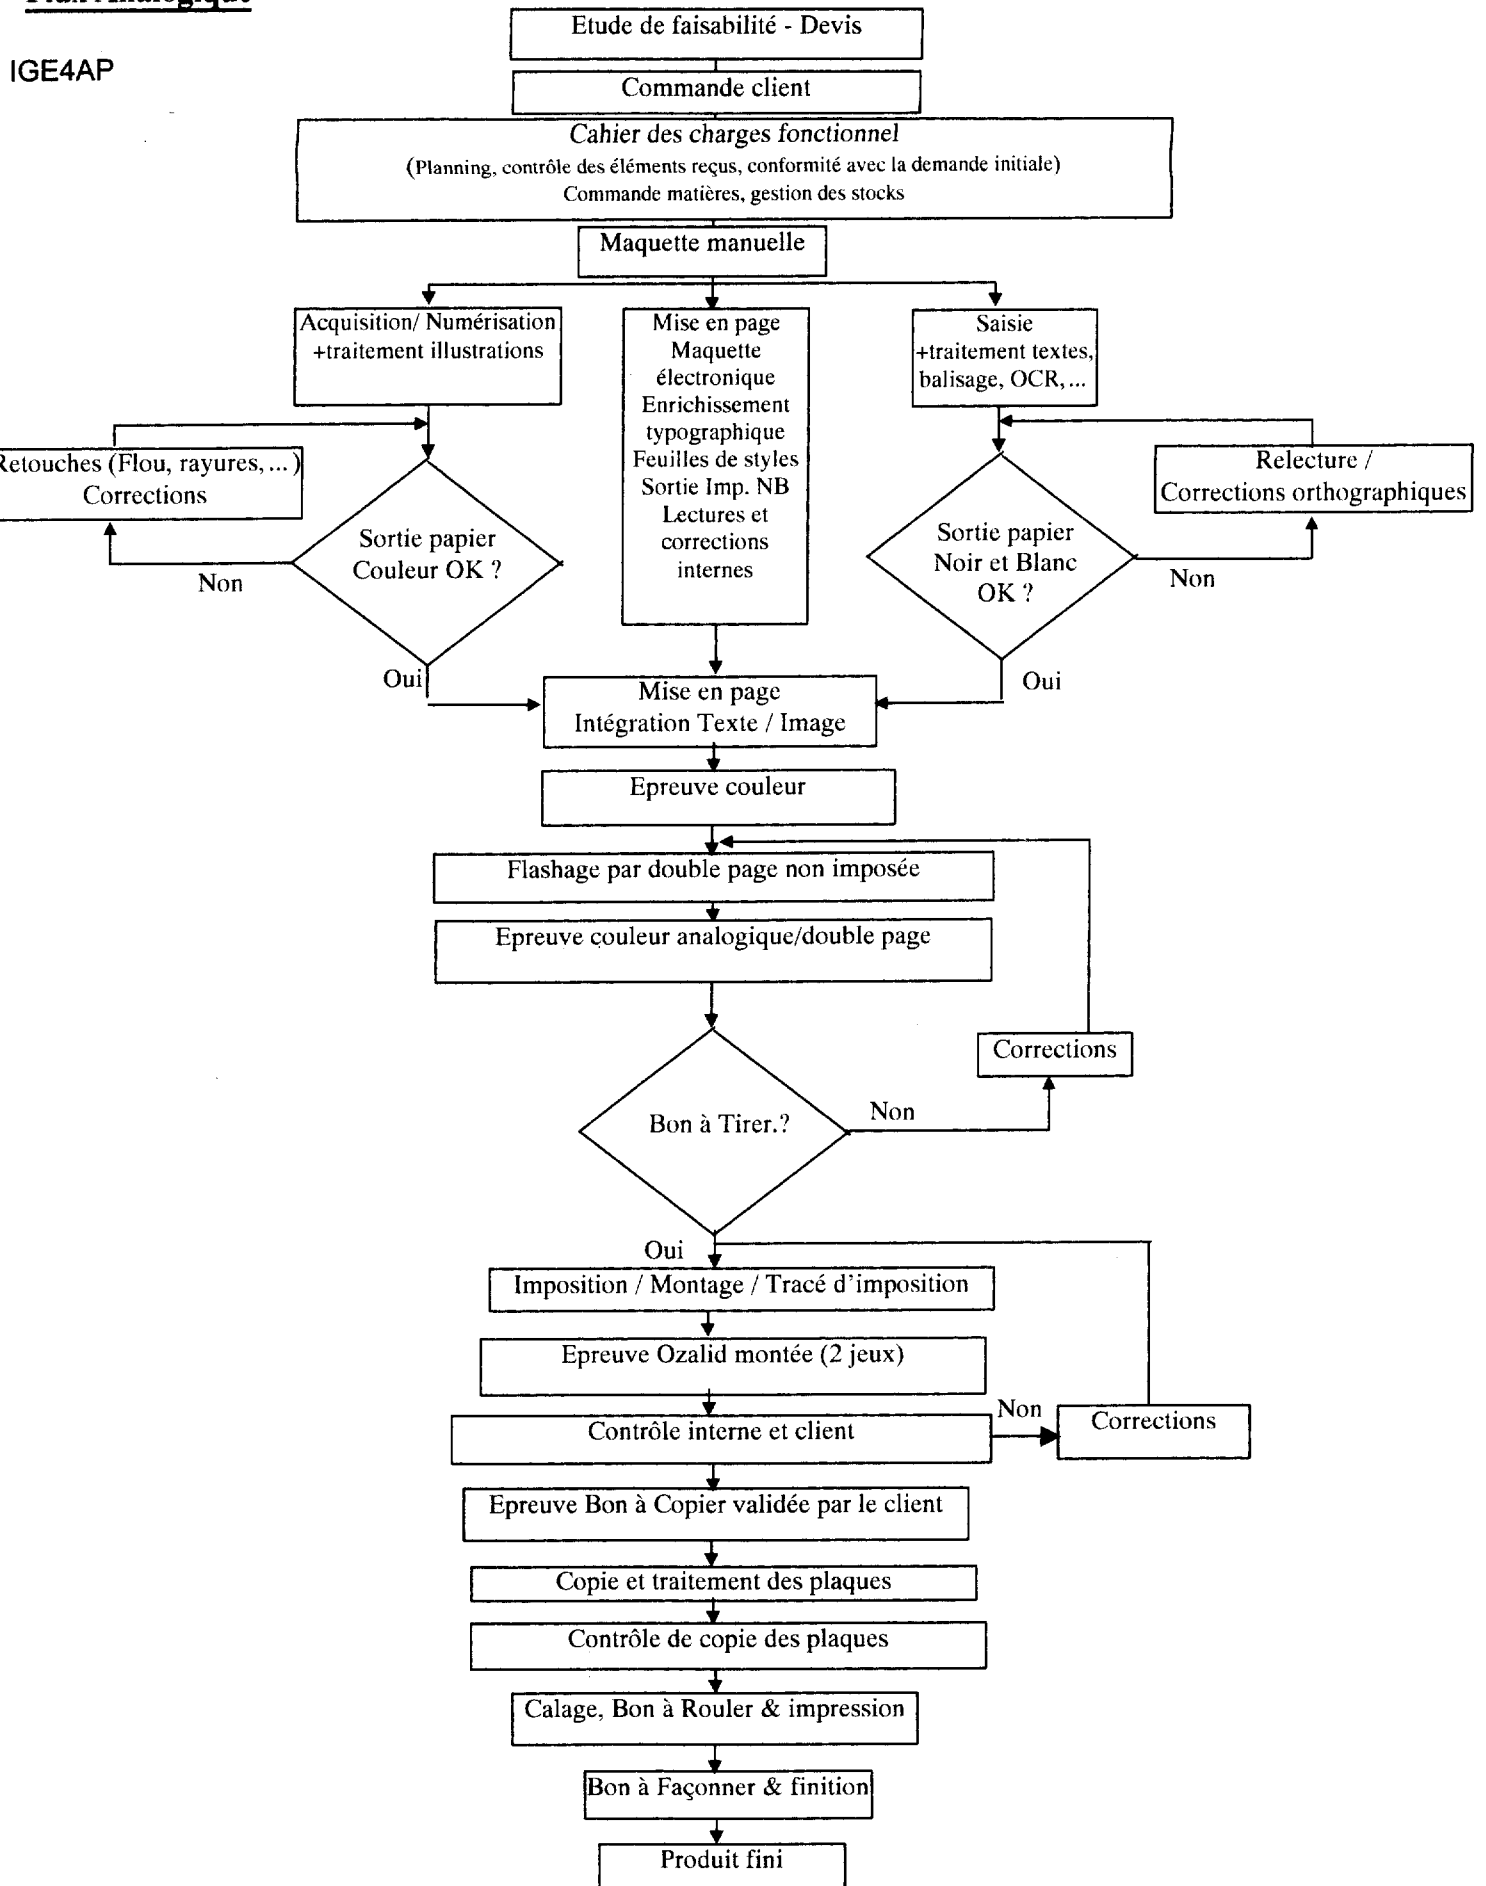 Flux Analogique
IGE4AP
Etude de faisabilité - Devis
Commande client
Cahier des charges fonctionnel
(Planning, contrôle des éléments reçus, conformité avec la demande initiale)
Commande matières, gestion des stocks
Maquette manuelle
Acquisition/ Numérisation
+traitement illustrations
Mise en page
Maquette
électronique
Enrichissement
typographique
Feuilles de styles
Sortie Imp. NB
Lectures et
corrections
internes
Saisie
+traitement textes,
balisage, OCR,...
Retouches (Flou, rayures,...)
Corrections
Relecture /
Corrections orthographiques
Sortie papier
Couleur OK ?
Non
Sortie papier
Noir et Blanc
OK ?
Non
Oui
Oui
Mise en page
Intégration Texte / Image
Epreuve couleur
Flashage par double page non imposée
Epreuve couleur analogique/double page
Corrections
Bon à Tirer.?
Non
Oui
Imposition / Montage / Tracé d'imposition
Epreuve Ozalid montée (2 jeux)
Contrôle interne et client
Non
Corrections
Epreuve Bon à Copier validée par le client
Copie et traitement des plaques
Contrôle de copie des plaques
Calage, Bon à Rouler & impression
Bon à Façonner & finition
Produit fini